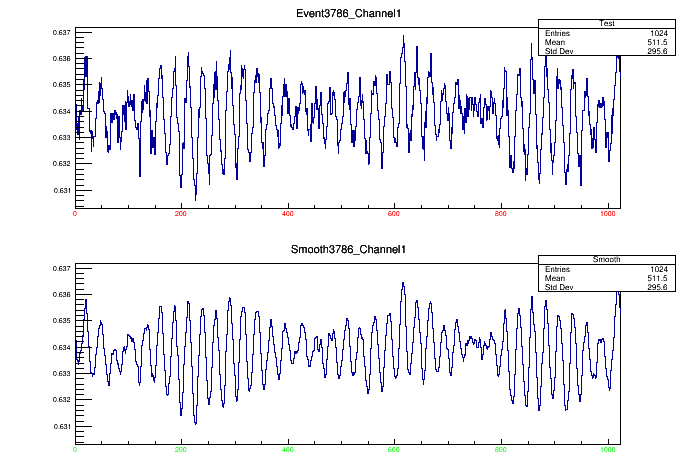 Event3786_Channel1
Test
Entries 1024
Mean 511.5
Std Dev 295.6
0.637
0.636
0.635
0.634
0.633
0.632
0.631
0 200 400 600 800 1000
Smooth3786_Channel1
Smooth
Entries 1024
Mean 511.5
Std Dev 295.6
0.637
0.636
0.635
0.634
0.633
0.632
0.631
0 200 400 600 800 1000